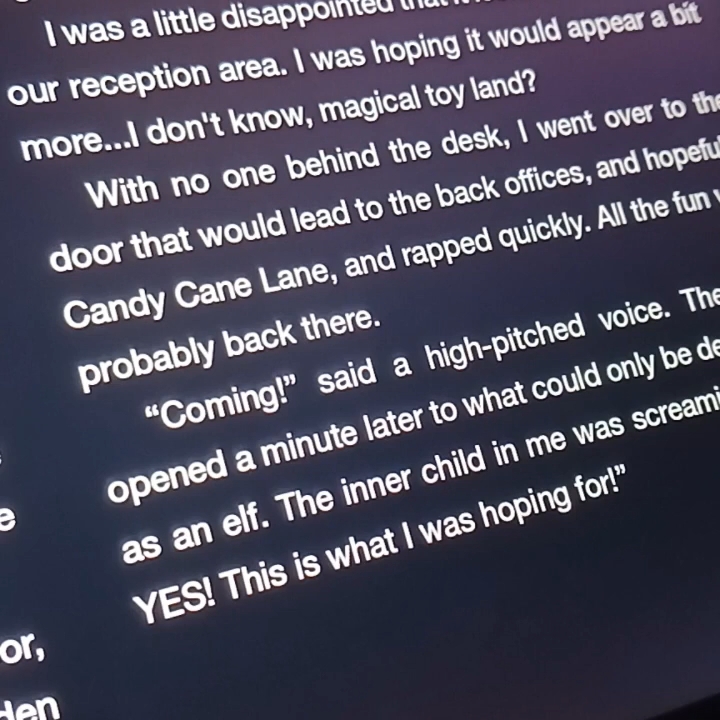 I was a little disappointed that
our reception area. I was hoping it would appear a bit
more...I don't know, magical toy land?
With no one behind the desk, I went over to the
door that would lead to the back offices, and
Candy Cane Lane, and rapped quickly. All the fun
probably back there.
“Coming!” said a high-pitched voice. The
opened a minute later to what could only be
as an elf. The inner child in me was
YES! This is what I was hoping for!”
or,